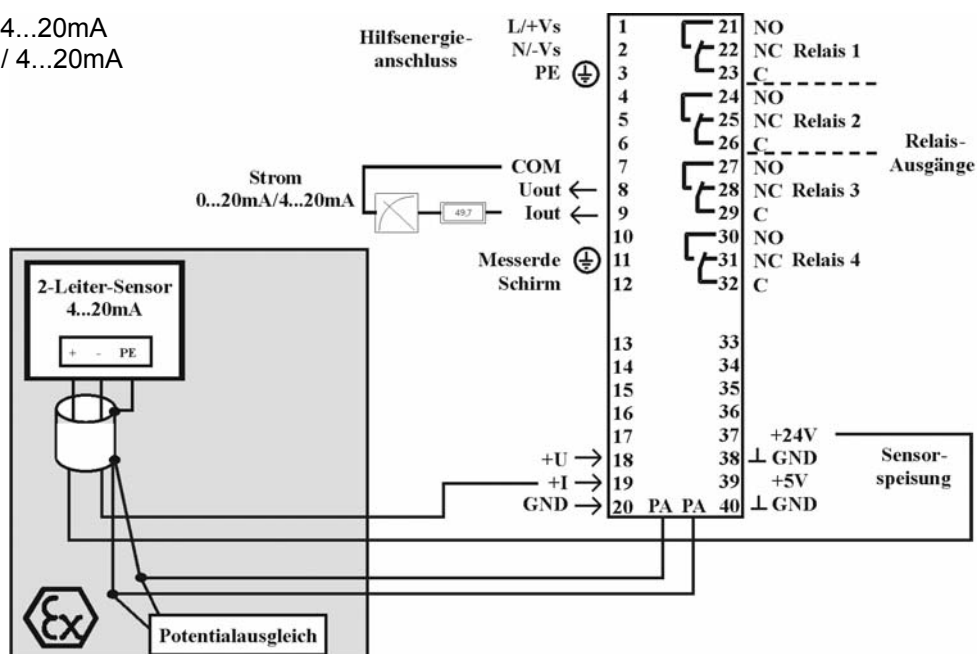 4...20mA
/ 4...20mA
Hilfsenergie-
anschluss
L/+Vs 1 21 NO
N/-Vs 2 22 NC Relais 1
PE 3 23 C
4 24 NO
5 25 NC Relais 2
6 26 C
Relais-
Ausgänge
COM 7 27 NO
Uout 8 28 NC Relais 3
Iout 9 29 C
Strom
0...20mA/4...20mA
49,7
10 30 NO
Messerde 11 31 NC Relais 4
Schirm 12 32 C
13 33
14 34
15 35
16 36
17 37 +24V
+U 18 38 ⊥ GND
+I 19 39 +5V
GND 20 PA PA 40 ⊥ GND
Sensor-
speisung
2-Leiter-Sensor
4...20mA
+ - PE
Ex
Potentialausgleich